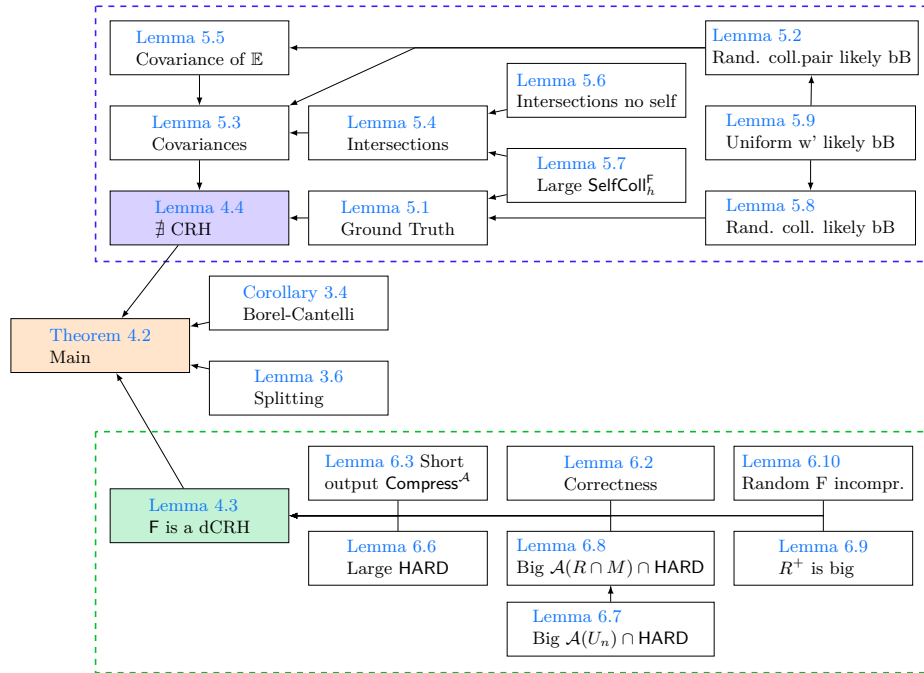 Lemma 5.5
Covariance of 𝔼
Lemma 5.2
Rand. coll.pair likely bB
Lemma 5.6
Intersections no self
Lemma 5.3
Covariances
Lemma 5.4
Intersections
Lemma 5.9
Uniform w' likely bB
Lemma 5.7
Large SelfColl_h^F
Lemma 4.4
∄ CRH
Lemma 5.1
Ground Truth
Lemma 5.8
Rand. coll. likely bB
Corollary 3.4
Borel-Cantelli
Theorem 4.2
Main
Lemma 3.6
Splitting
Lemma 6.3 Short
output Compress^𝒜
Lemma 6.2
Correctness
Lemma 6.10
Random F incompr.
Lemma 4.3
F is a dCRH
Lemma 6.6
Large HARD
Lemma 6.8
Big 𝒜(R ∩ M) ∩ HARD
Lemma 6.9
R⁺ is big
Lemma 6.7
Big 𝒜(U_n) ∩ HARD